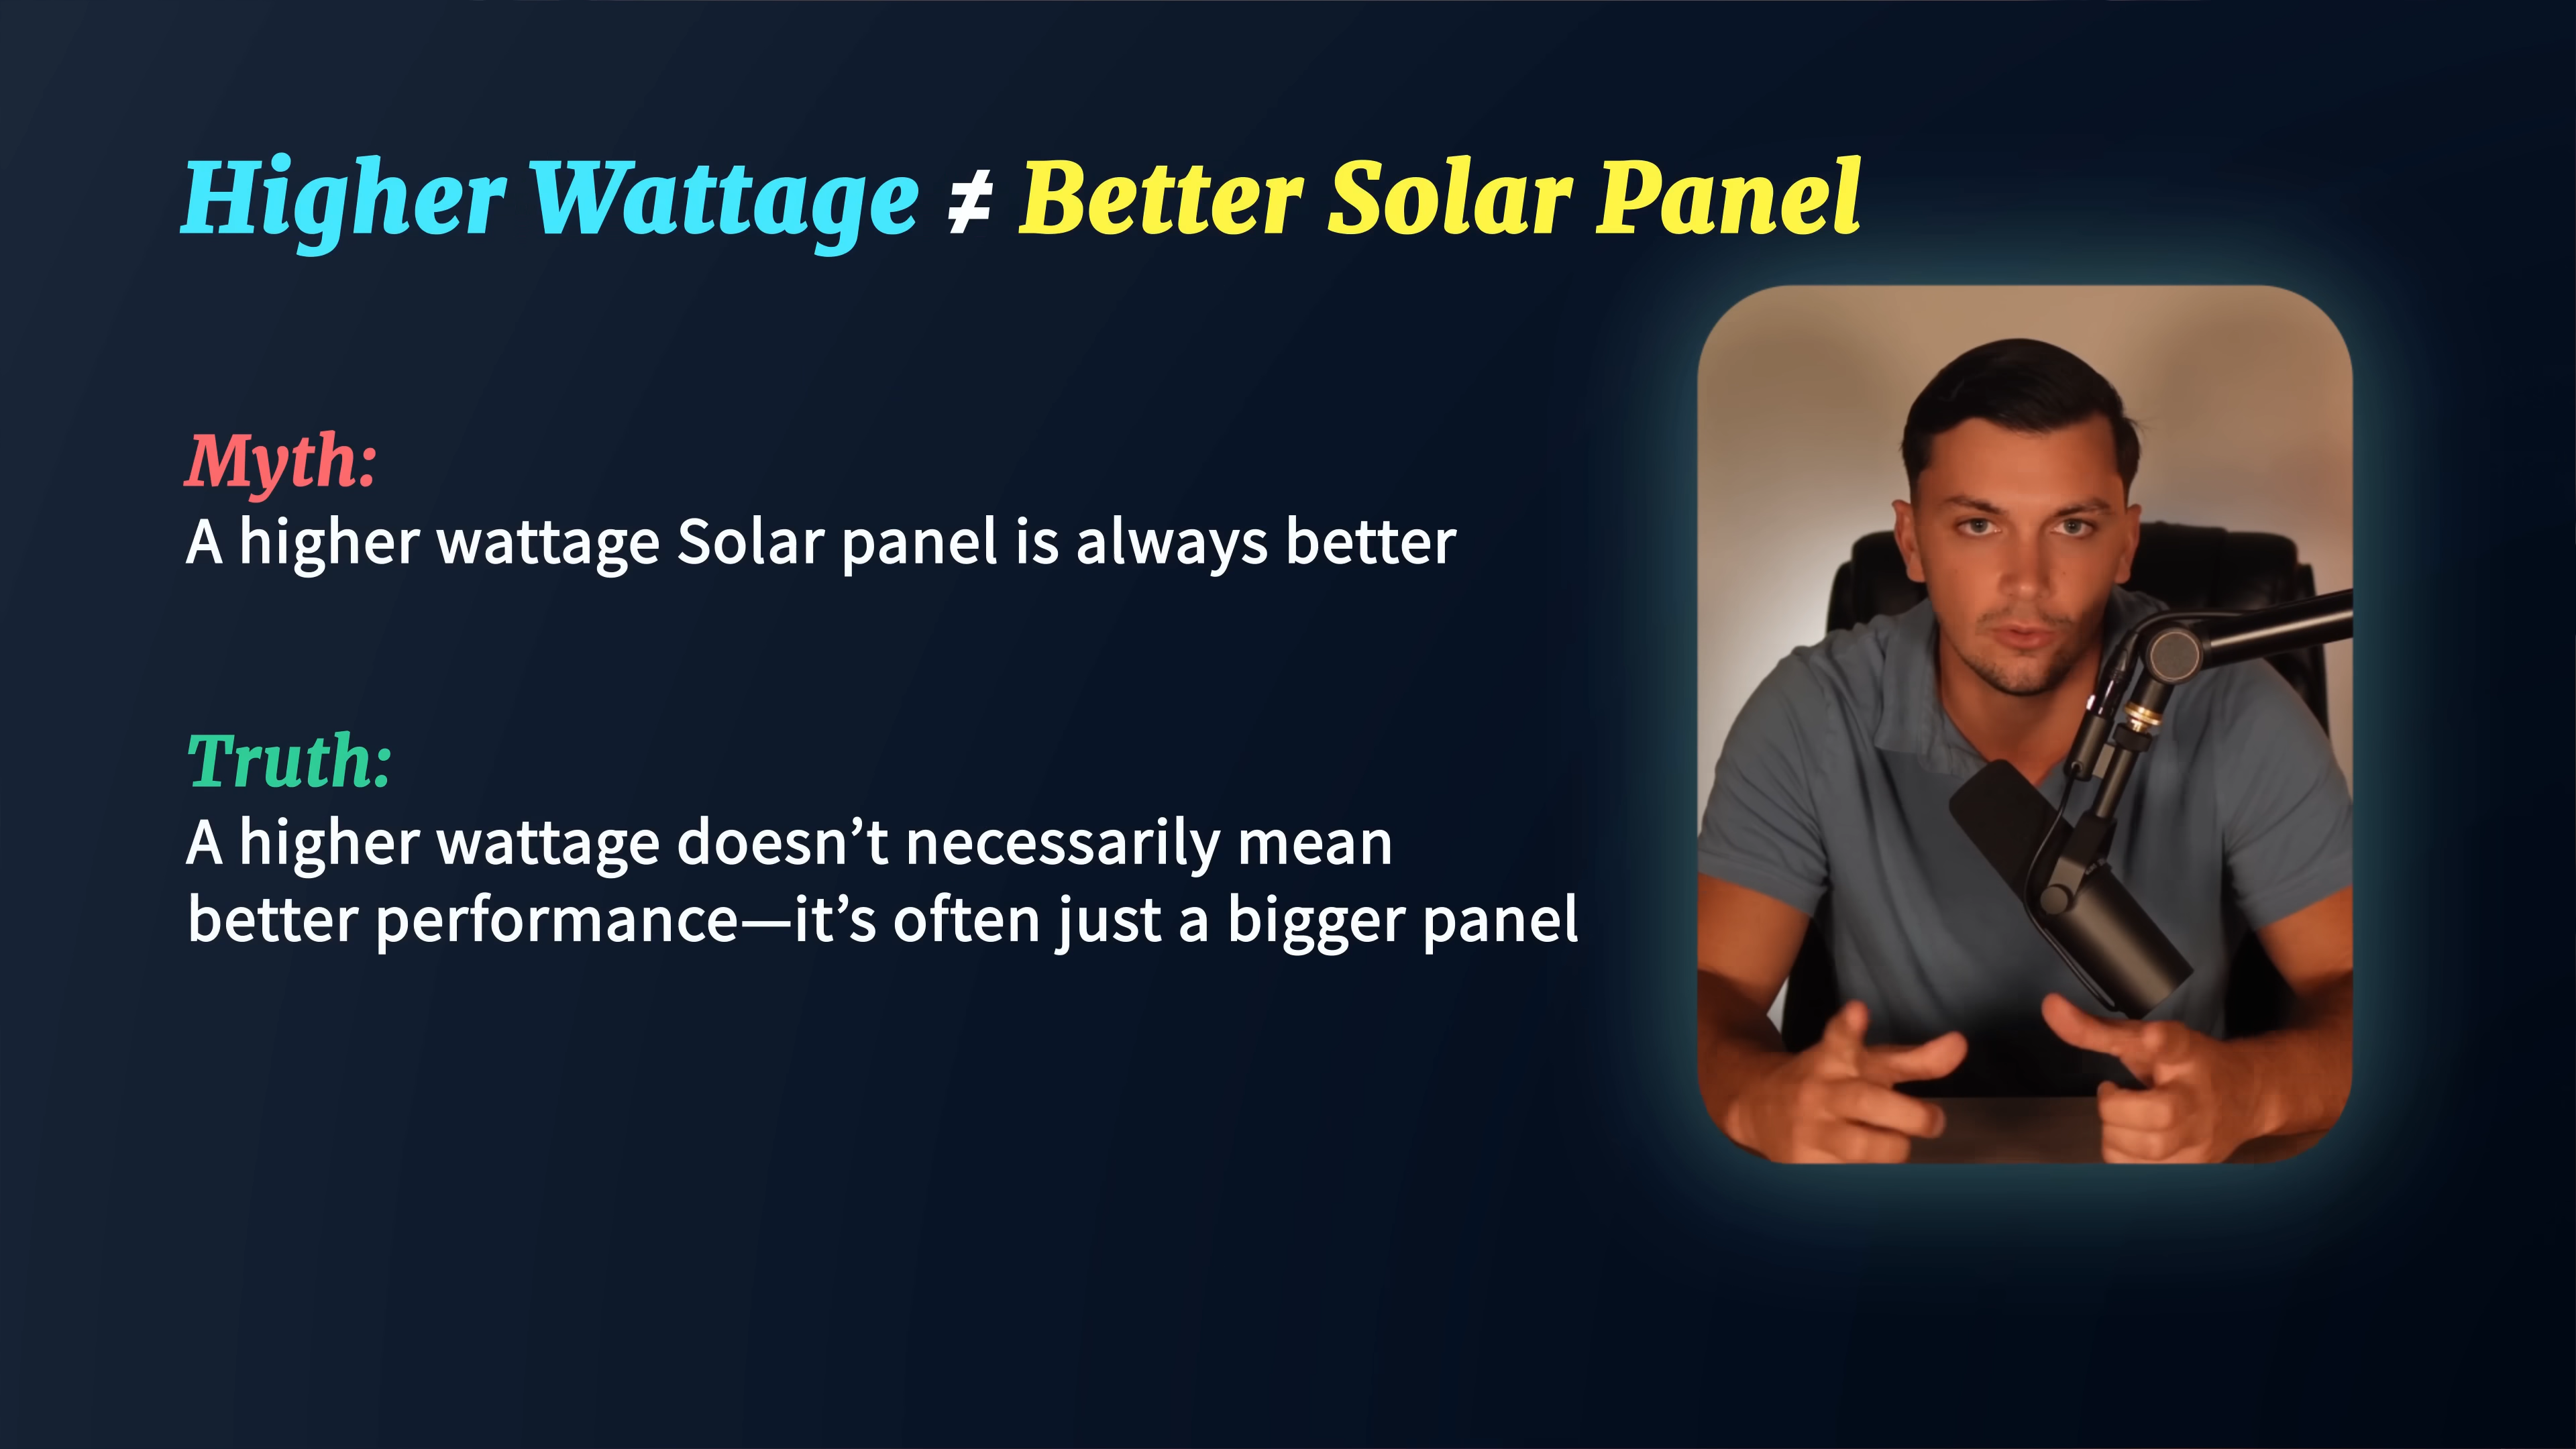 Higher Wattage ≠ Better Solar Panel
Myth:
A higher wattage Solar panel is always better
Truth:
A higher wattage doesn’t necessarily mean
better performance—it’s often just a bigger panel